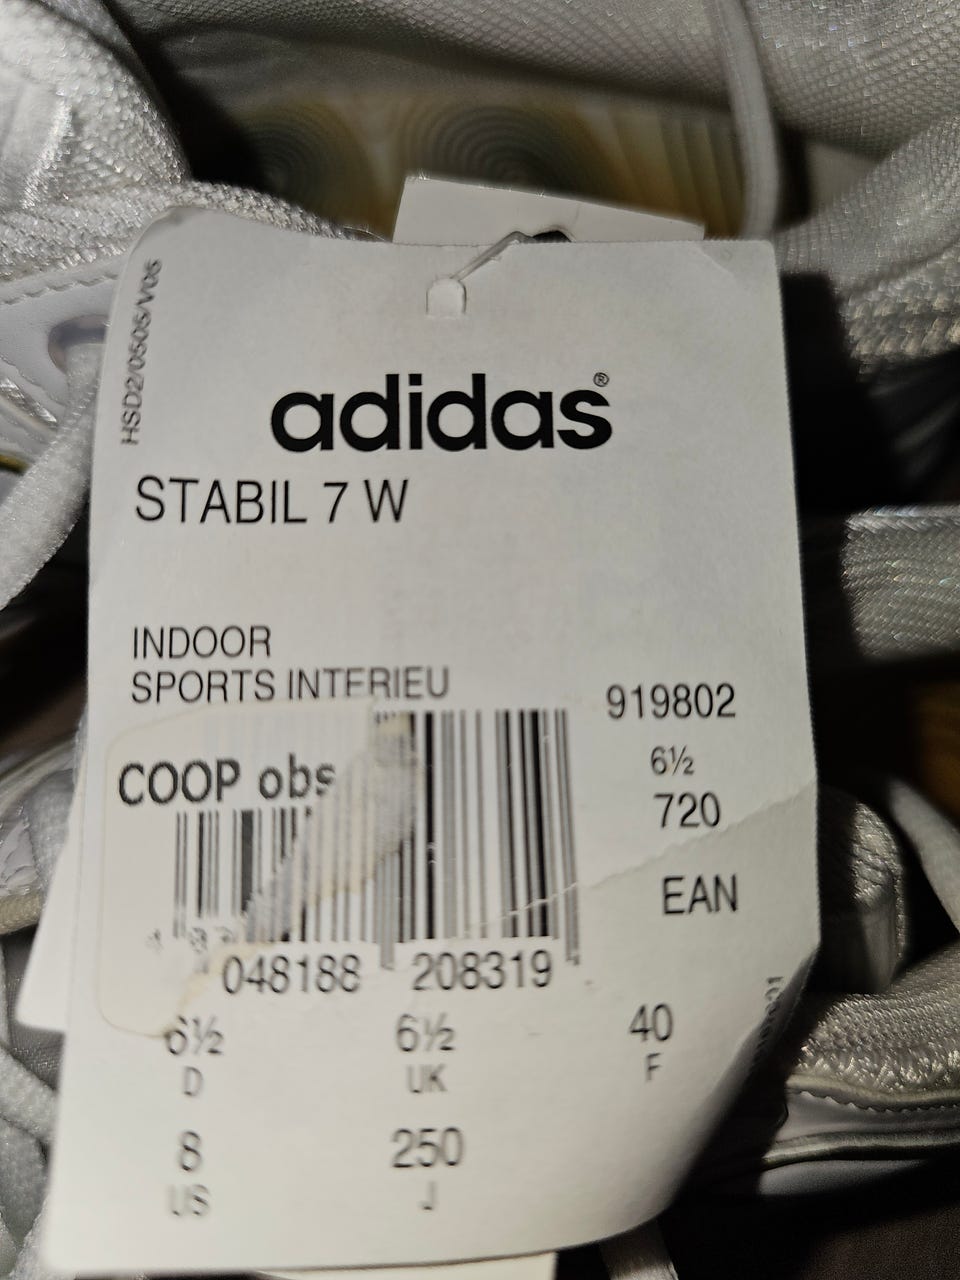 HSD2/0505/V06
adidas®
STABIL 7 W
INDOOR
SPORTS INTERIEU
919802
6½
720
COOP obs
EAN
048188 208319
6½ 6½ 40
D UK F
8 250
US J